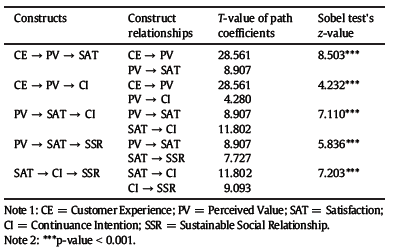 Constructs Construct relationships T-value of path coefficients Sobel test's z-value
CE → PV → SAT CE → PV 28.561 8.503***
PV → SAT 8.907
CE → PV → CI CE → PV 28.561 4.232***
PV → CI 4.280
PV → SAT → CI PV → SAT 8.907 7.110***
SAT → CI 11.802
PV → SAT → SSR PV → SAT 8.907 5.836***
SAT → SSR 7.727
SAT → CI → SSR SAT → CI 11.802 7.203***
CI → SSR 9.093
Note 1: CE = Customer Experience; PV = Perceived Value; SAT = Satisfaction;
CI = Continuance Intention; SSR = Sustainable Social Relationship.
Note 2: ***p-value < 0.001.